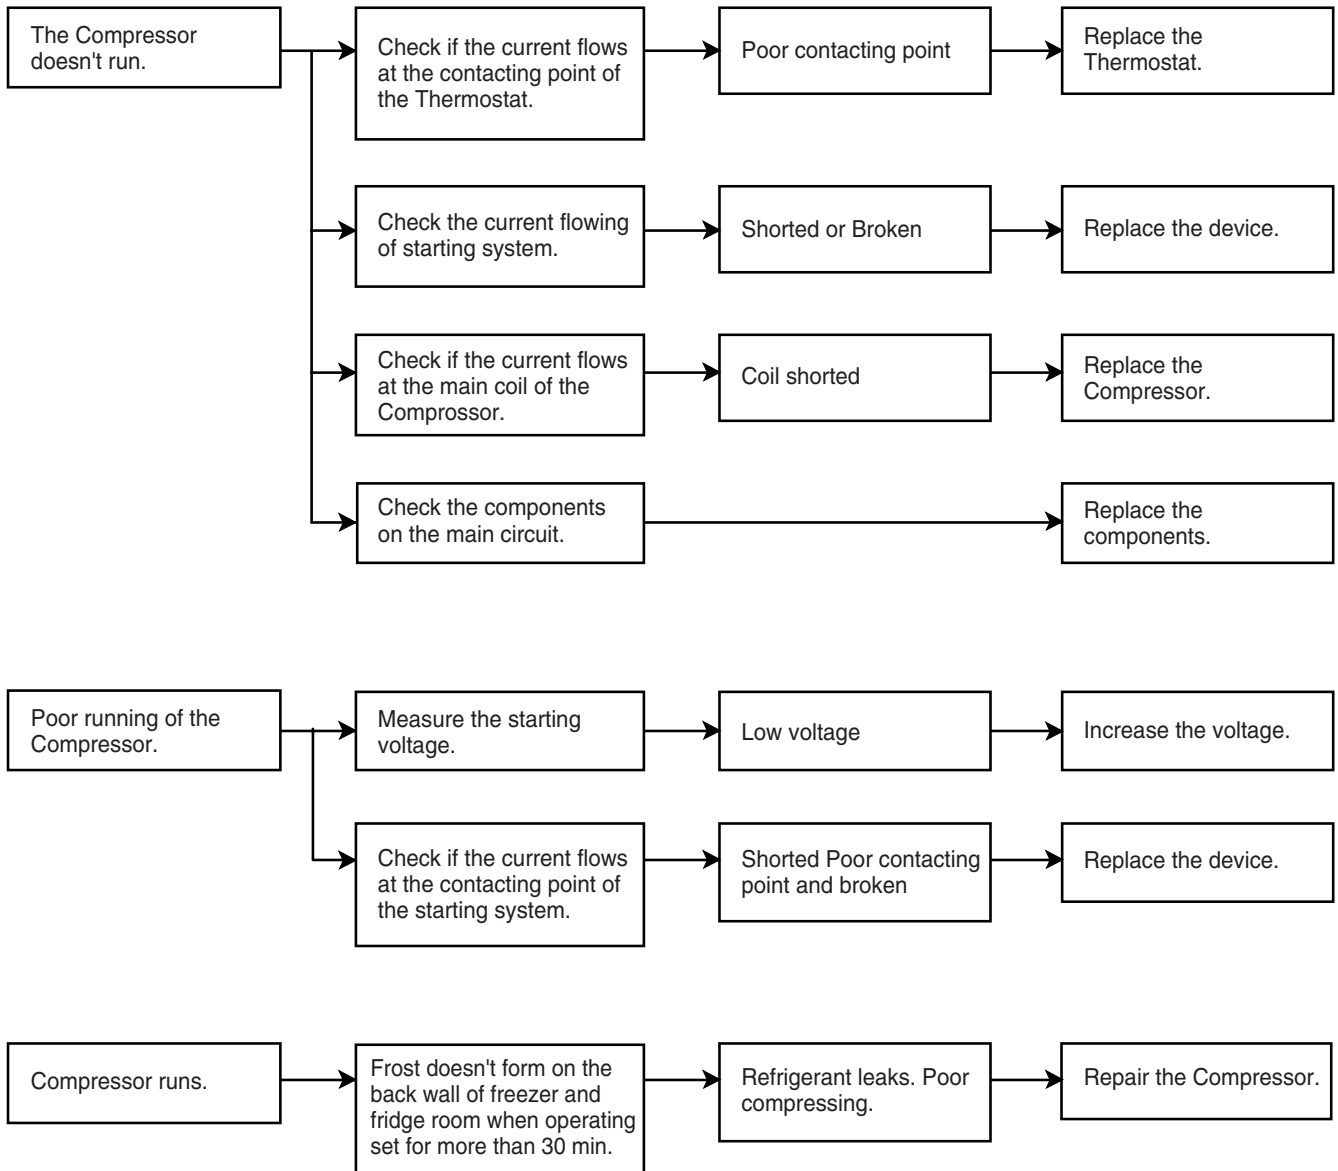 The Compressor
doesn't run.
Check if the current flows
at the contacting point of
the Thermostat.
Poor contacting point
Replace the
Thermostat.
Check the current flowing
of starting system.
Shorted or Broken
Replace the device.
Check if the current flows
at the main coil of the
Comprossor.
Coil shorted
Replace the
Compressor.
Check the components
on the main circuit.
Replace the
components.
Poor running of the
Compressor.
Measure the starting
voltage.
Low voltage
Increase the voltage.
Check if the current flows
at the contacting point of
the starting system.
Shorted Poor contacting
point and broken
Replace the device.
Compressor runs.
Frost doesn't form on the
back wall of freezer and
fridge room when operating
set for more than 30 min.
Refrigerant leaks. Poor
compressing.
Repair the Compressor.